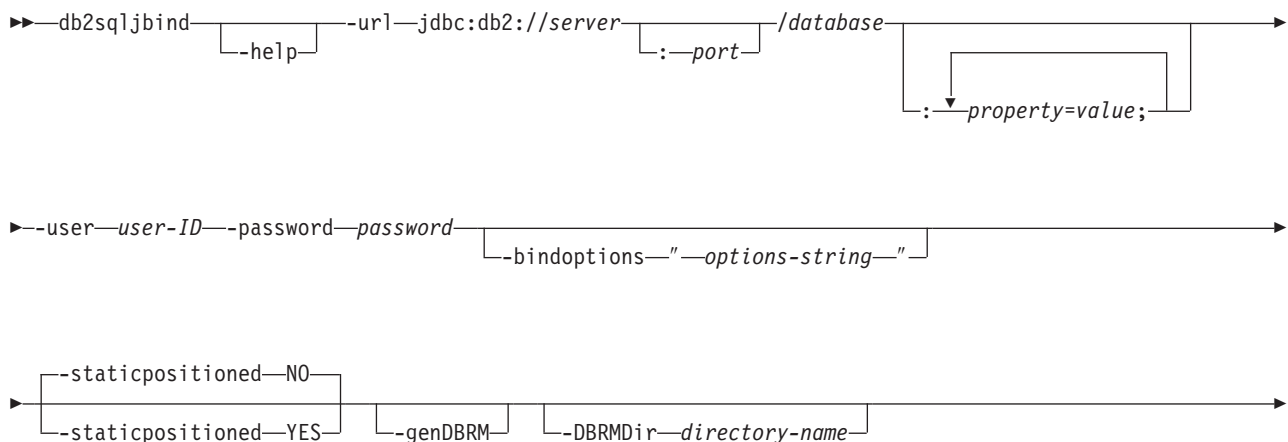 db2sqljbind -url jdbc:db2://server /database
-help : port
: property=value;
-user user-ID -password password
-bindoptions " options-string "
-staticpositioned NO
-staticpositioned YES -genDBRM -DBRMDir directory-name